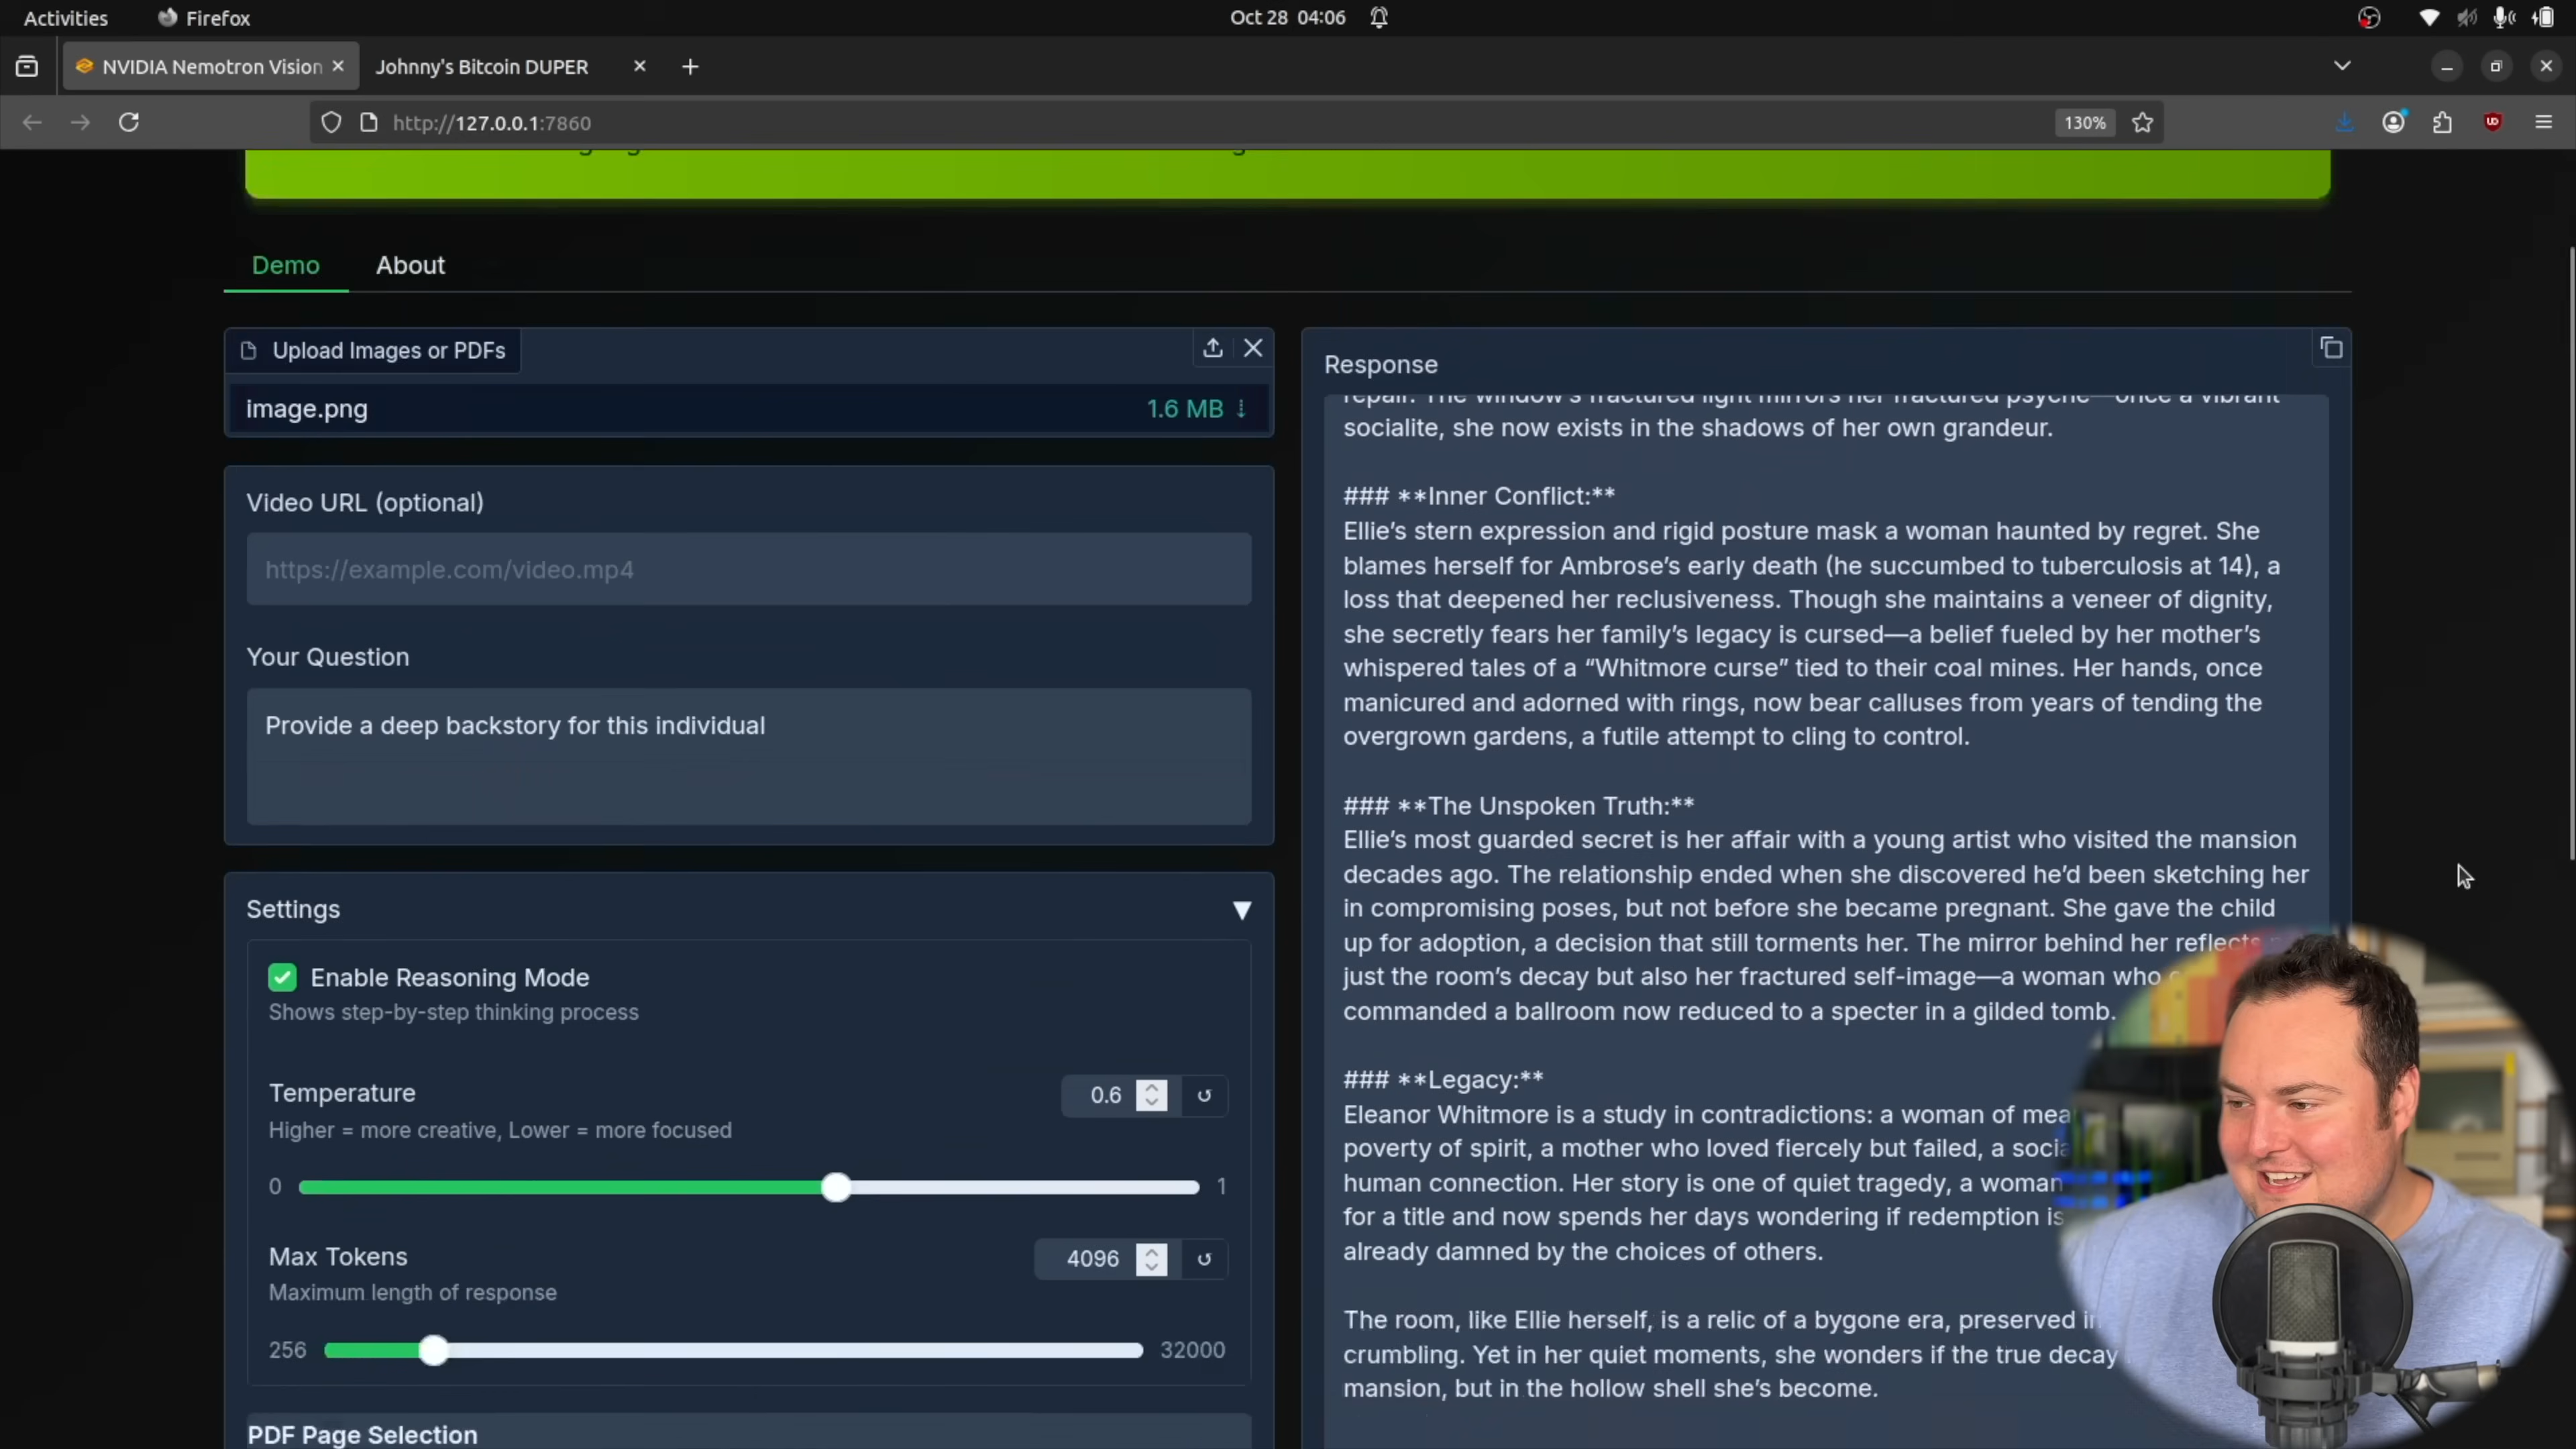 Activities
Firefox
Oct 28 04:06
NVIDIA Nemotron Vision
Johnny's Bitcoin DUPER
http://127.0.0.1:7860
130%
Demo
About
Upload Images or PDFs
image.png
1.6 MB ↓
Video URL (optional)
https://example.com/video.mp4
Your Question
Provide a deep backstory for this individual
Settings
Enable Reasoning Mode
Shows step-by-step thinking process
Temperature
0.6
Higher = more creative, Lower = more focused
0
1
Max Tokens
4096
Maximum length of response
256
32000
PDF Page Selection
Response
repair. The window's fractured light mirrors her fractured psyche—once a vibrant
socialite, she now exists in the shadows of her own grandeur.
### **Inner Conflict:**
Ellie's stern expression and rigid posture mask a woman haunted by regret. She
blames herself for Ambrose's early death (he succumbed to tuberculosis at 14), a
loss that deepened her reclusiveness. Though she maintains a veneer of dignity,
she secretly fears her family's legacy is cursed—a belief fueled by her mother's
whispered tales of a “Whitmore curse” tied to their coal mines. Her hands, once
manicured and adorned with rings, now bear calluses from years of tending the
overgrown gardens, a futile attempt to cling to control.
### **The Unspoken Truth:**
Ellie's most guarded secret is her affair with a young artist who visited the mansion
decades ago. The relationship ended when she discovered he'd been sketching her
in compromising poses, but not before she became pregnant. She gave the child
up for adoption, a decision that still torments her. The mirror behind her reflects
just the room's decay but also her fractured self-image—a woman who
commanded a ballroom now reduced to a specter in a gilded tomb.
### **Legacy:**
Eleanor Whitmore is a study in contradictions: a woman of
poverty of spirit, a mother who loved fiercely but failed, a
human connection. Her story is one of quiet tragedy, a woman
for a title and now spends her days wondering if redemption is
already damned by the choices of others.
The room, like Ellie herself, is a relic of a bygone era, preserved
crumbling. Yet in her quiet moments, she wonders if the true decay
mansion, but in the hollow shell she's become.